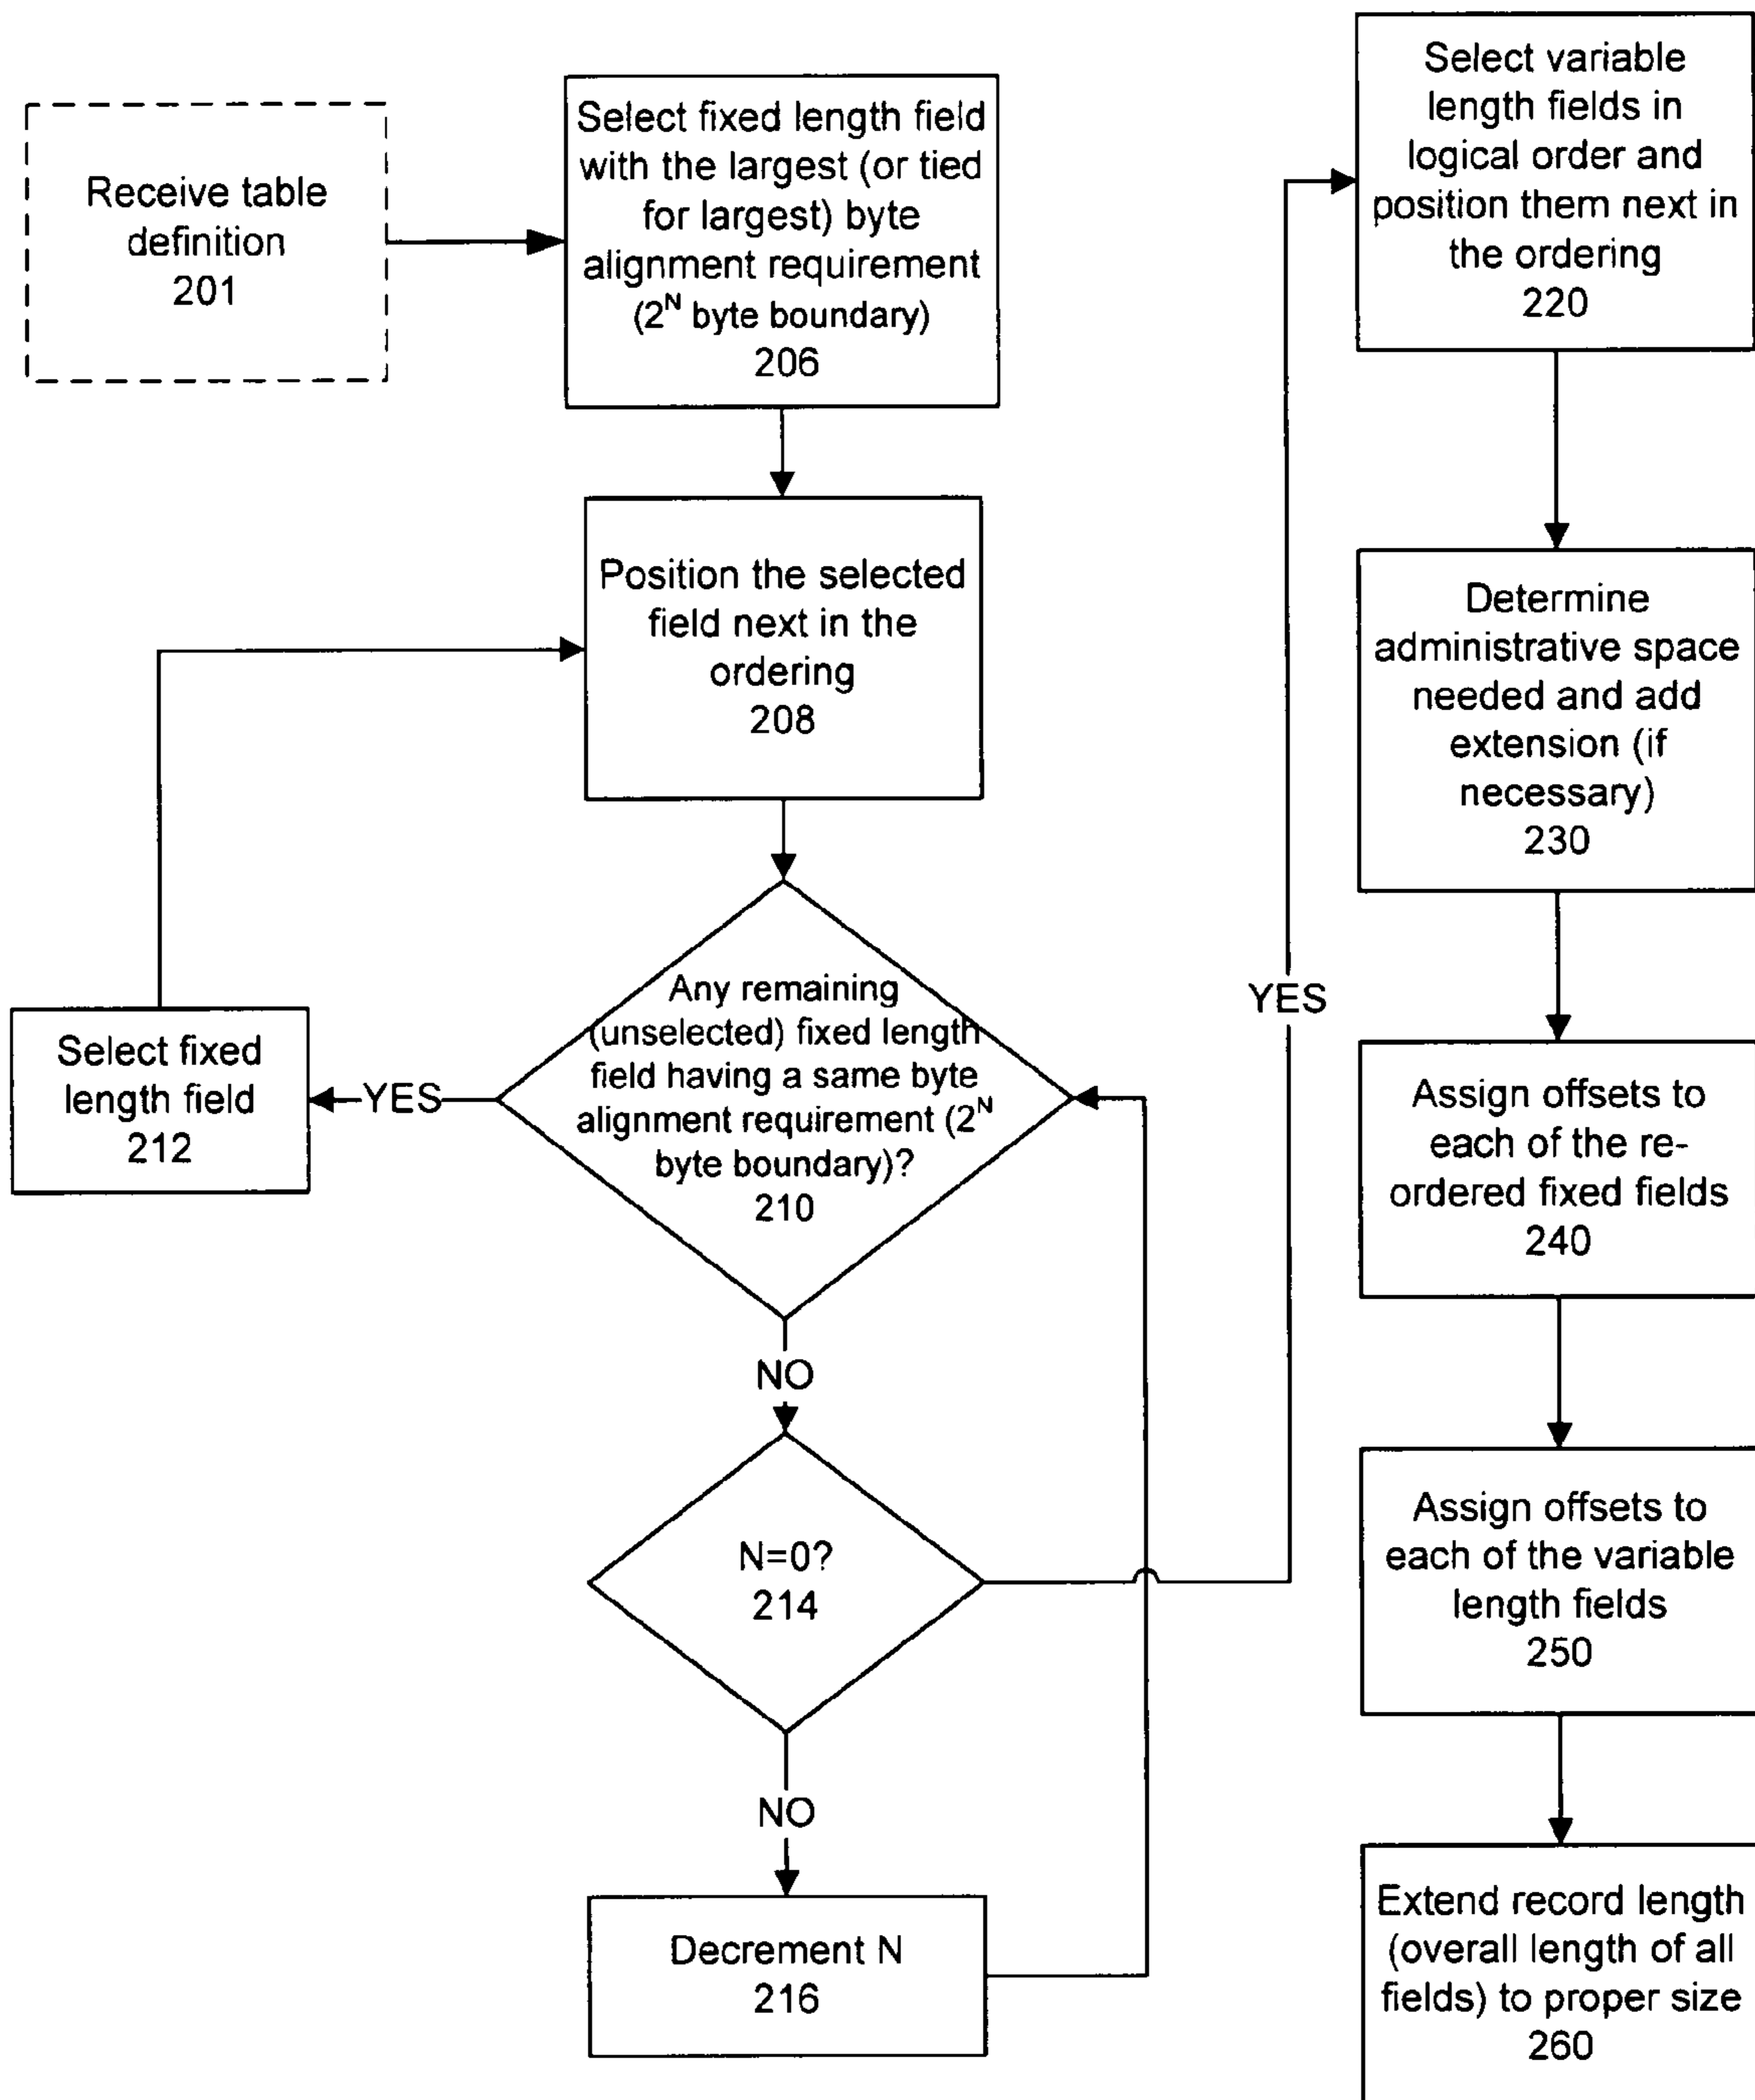 Receive table
definition
201
Select fixed length field
with the largest (or tied
for largest) byte
alignment requirement
(2^N byte boundary)
206
Position the selected
field next in the
ordering
208
Any remaining
(unselected) fixed length
field having a same byte
alignment requirement (2^N
byte boundary)?
210
YES
Select fixed
length field
212
NO
N=0?
214
NO
Decrement N
216
YES
Select variable
length fields in
logical order and
position them next in
the ordering
220
Determine
administrative space
needed and add
extension (if
necessary)
230
Assign offsets to
each of the re-
ordered fixed fields
240
Assign offsets to
each of the variable
length fields
250
Extend record length
(overall length of all
fields) to proper size
260